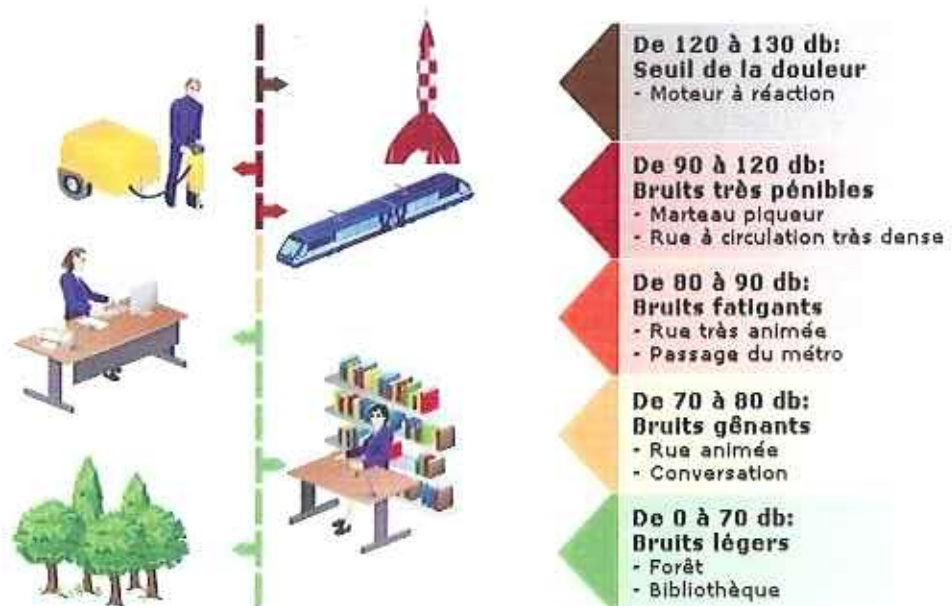 De 120 à 130 db:
Seuil de la douleur
- Moteur à réaction
De 90 à 120 db:
Bruits très pénibles
- Marteau piqueur
- Rue à circulation très dense
De 80 à 90 db:
Bruits fatigants
- Rue très animée
- Passage du métro
De 70 à 80 db:
Bruits gênants
- Rue animée
- Conversation
De 0 à 70 db:
Bruits légers
- Forêt
- Bibliothèque